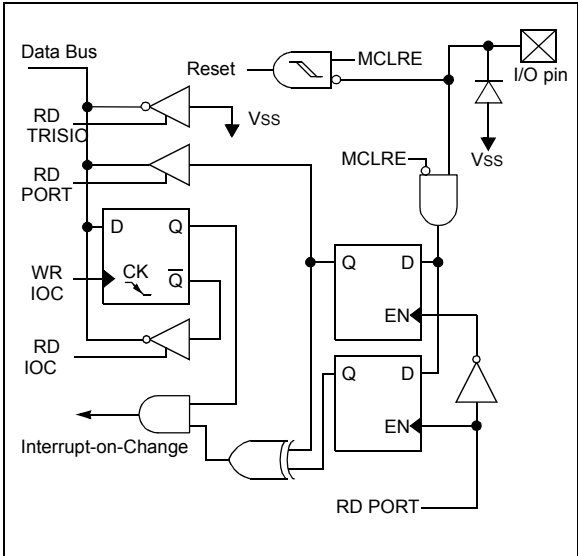 Data Bus
Reset
MCLRE
I/O pin
RD
TRISIO
VSS
VSS
MCLRE
RD
PORT
D
Q
WR
IOC
CK
Q
Q
D
EN
RD
IOC
Q
D
EN
Interrupt-on-Change
RD PORT